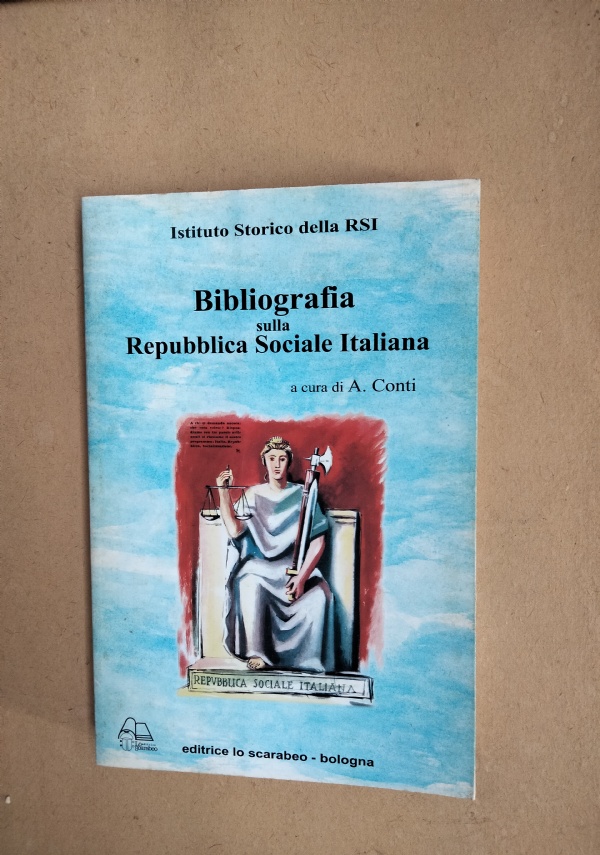 Istituto Storico della RSI
Bibliografia
sulla
Repubblica Sociale Italiana
a cura di A. Conti
REPVBBLICA SOCIALE ITALIANA
editrice lo scarabeo - bologna